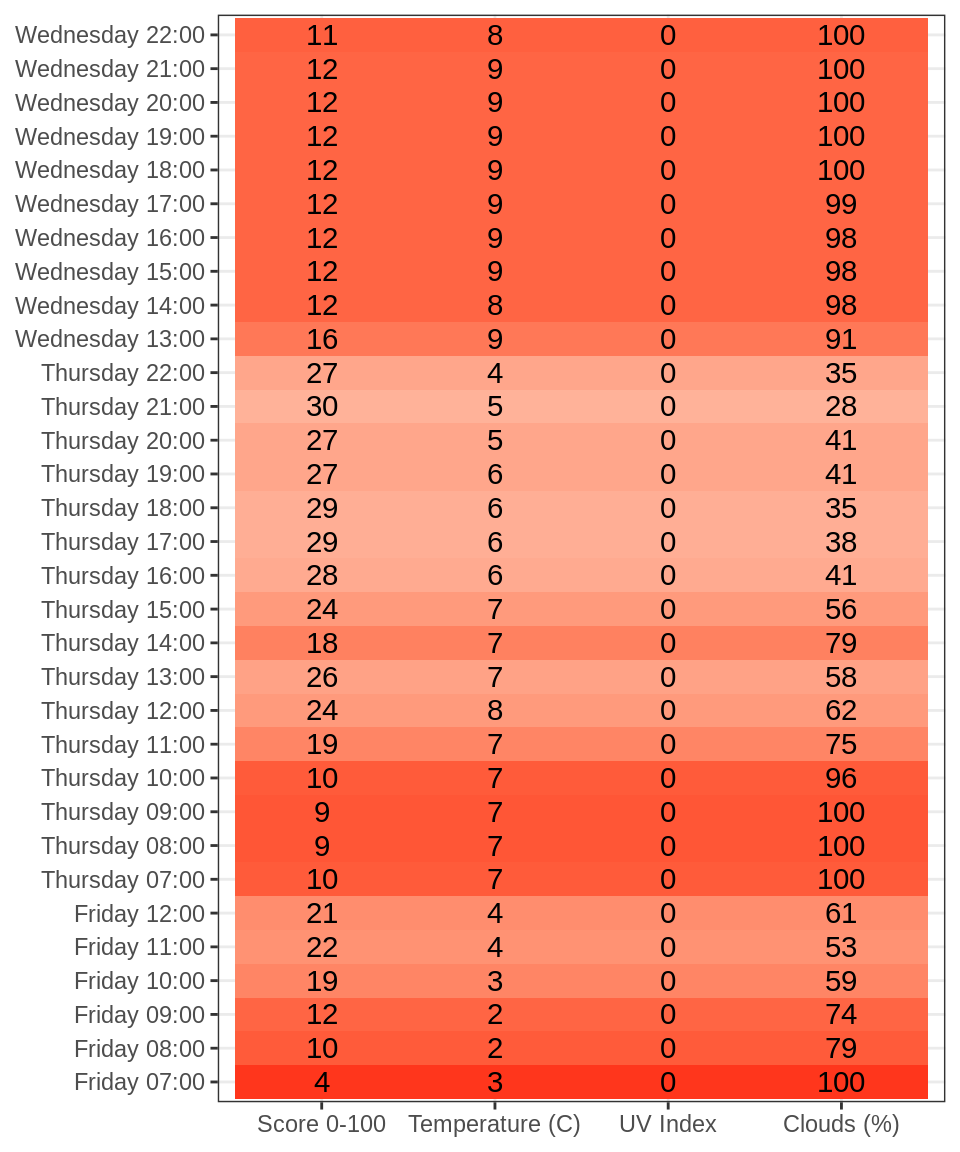 Wednesday 22:00 11 8 0 100
Wednesday 21:00 12 9 0 100
Wednesday 20:00 12 9 0 100
Wednesday 19:00 12 9 0 100
Wednesday 18:00 12 9 0 100
Wednesday 17:00 12 9 0 99
Wednesday 16:00 12 9 0 98
Wednesday 15:00 12 9 0 98
Wednesday 14:00 12 8 0 98
Wednesday 13:00 16 9 0 91
Thursday 22:00 27 4 0 35
Thursday 21:00 30 5 0 28
Thursday 20:00 27 5 0 41
Thursday 19:00 27 6 0 41
Thursday 18:00 29 6 0 35
Thursday 17:00 29 6 0 38
Thursday 16:00 28 6 0 41
Thursday 15:00 24 7 0 56
Thursday 14:00 18 7 0 79
Thursday 13:00 26 7 0 58
Thursday 12:00 24 8 0 62
Thursday 11:00 19 7 0 75
Thursday 10:00 10 7 0 96
Thursday 09:00 9 7 0 100
Thursday 08:00 9 7 0 100
Thursday 07:00 10 7 0 100
Friday 12:00 21 4 0 61
Friday 11:00 22 4 0 53
Friday 10:00 19 3 0 59
Friday 09:00 12 2 0 74
Friday 08:00 10 2 0 79
Friday 07:00 4 3 0 100
Score 0-100 Temperature (C) UV Index Clouds (%)